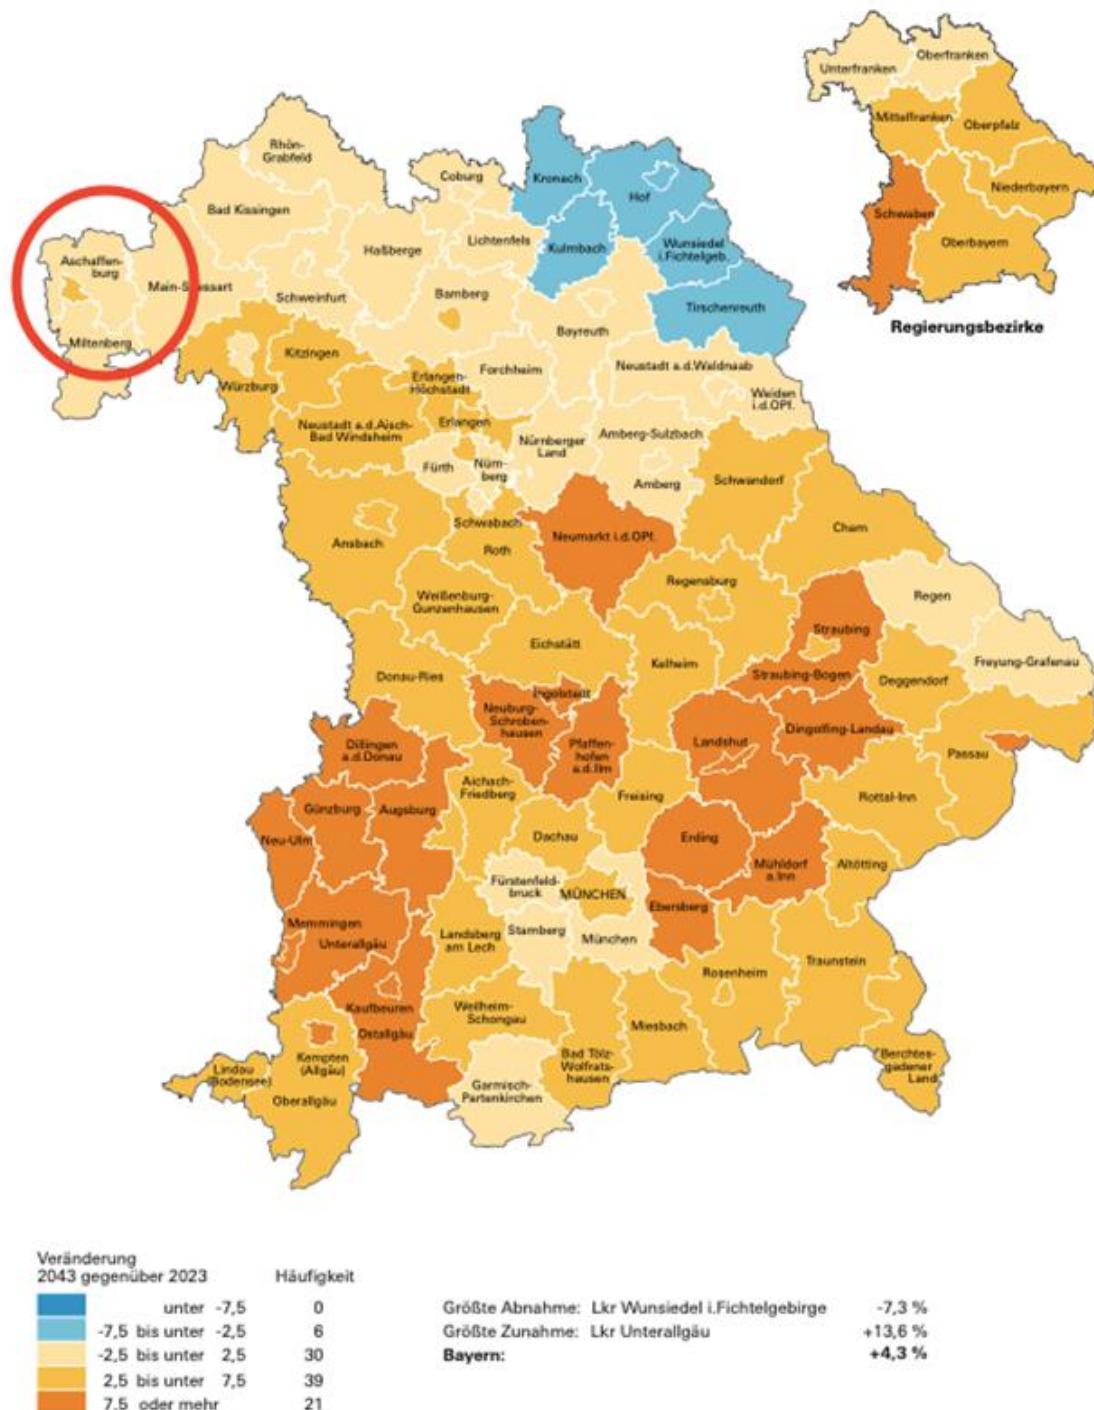 Unterfranken
Oberfranken
Mittelfranken
Oberpfalz
Niederbayern
Schwaben
Oberbayern
Regierungsbezirke
Rhön-
Grabfeld
Coburg
Kronach
Hof
Bad Kissingen
Lichtenfels
Kulmbach
Wunsiedel
i.Fichtelgeb.
Aschaffen-
burg
Haßberge
Main-Spessart
Schweinfurt
Bamberg
Tirschenreuth
Miltenberg
Bayreuth
Kitzingen
Würzburg
Erlangen-
Höchstadt
Forchheim
Neustadt a.d.Waldnaab
Weiden
i.d.OPf.
Neustadt a.d.Aisch-
Bad Windsheim
Erlangen
Nürnberger
Land
Amberg-Sulzbach
Fürth
Nürn-
berg
Amberg
Schwandorf
Ansbach
Schwabach
Roth
Neumarkt i.d.OPf.
Cham
Weißenburg-
Gunzenhausen
Regensburg
Regen
Eichstätt
Straubing
Donau-Ries
Kelheim
Straubing-Bogen
Deggendorf
Freyung-Grafenau
Ingolstadt
Neuburg-
Schroben-
hausen
Pfaffen-
hofen
a.d.Ilm
Landshut
Dingolfing-Landau
Dillingen
a.d.Donau
Passau
Aichach-
Friedberg
Freising
Rottal-Inn
Günzburg
Augsburg
Neu-Ulm
Dachau
Erding
Mühldorf
a.Inn
Altötting
Fürstenfeld-
bruck
MÜNCHEN
Ebersberg
Memmingen
Unterallgäu
Landsberg
am Lech
Starnberg
München
Rosenheim
Traunstein
Kaufbeuren
Ostallgäu
Weilheim-
Schongau
Miesbach
Lindau
(Bodensee)
Kempten
(Allgäu)
Oberallgäu
Bad Tölz-
Wolfrats-
hausen
Garmisch-
Partenkirchen
Berchtes-
gadener
Land
Veränderung
2043 gegenüber 2023 Häufigkeit
unter -7,5 0
-7,5 bis unter -2,5 6
-2,5 bis unter 2,5 30
2,5 bis unter 7,5 39
7,5 oder mehr 21
Größte Abnahme: Lkr Wunsiedel i.Fichtelgebirge -7,3 %
Größte Zunahme: Lkr Unterallgäu +13,6 %
Bayern: +4,3 %